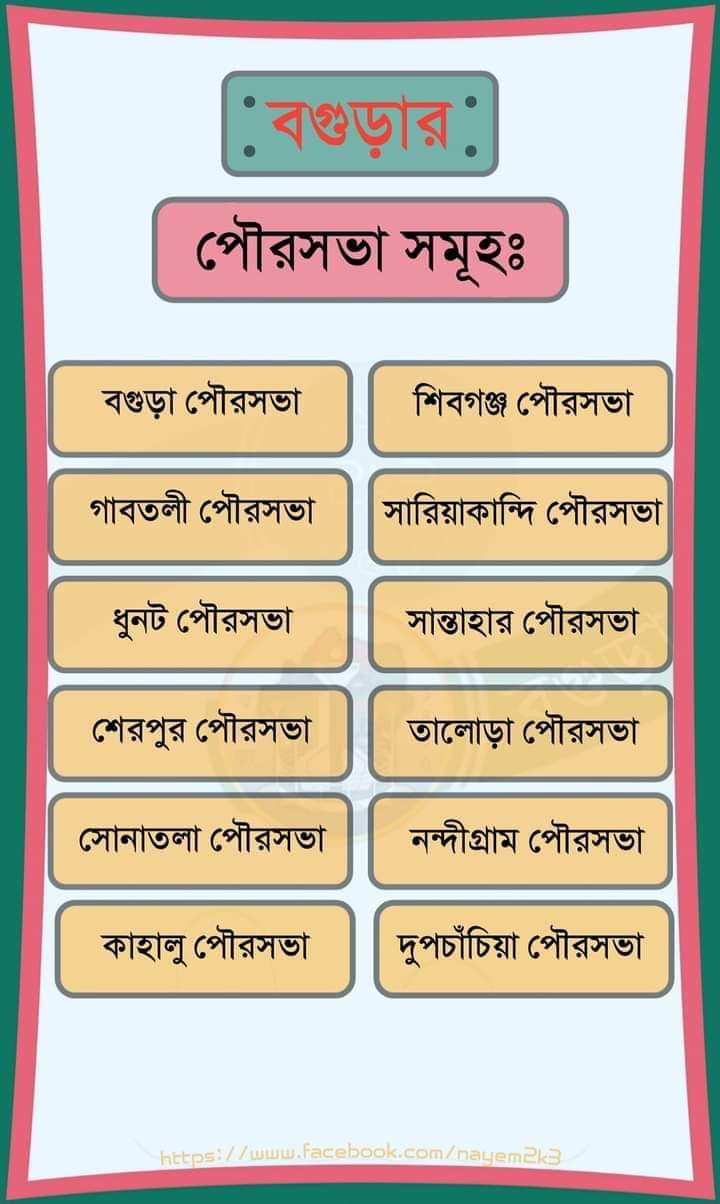 বগুড়ার
পৌরসভা সমূহঃ
বগুড়া পৌরসভা
শিবগঞ্জ পৌরসভা
গাবতলী পৌরসভা
সারিয়াকান্দি পৌরসভা
ধুনট পৌরসভা
সান্তাহার পৌরসভা
শেরপুর পৌরসভা
তালোড়া পৌরসভা
সোনাতলা পৌরসভা
নন্দীগ্রাম পৌরসভা
কাহালু পৌরসভা
দুপচাঁচিয়া পৌরসভা
https://www.facebook.com/nayem2k3